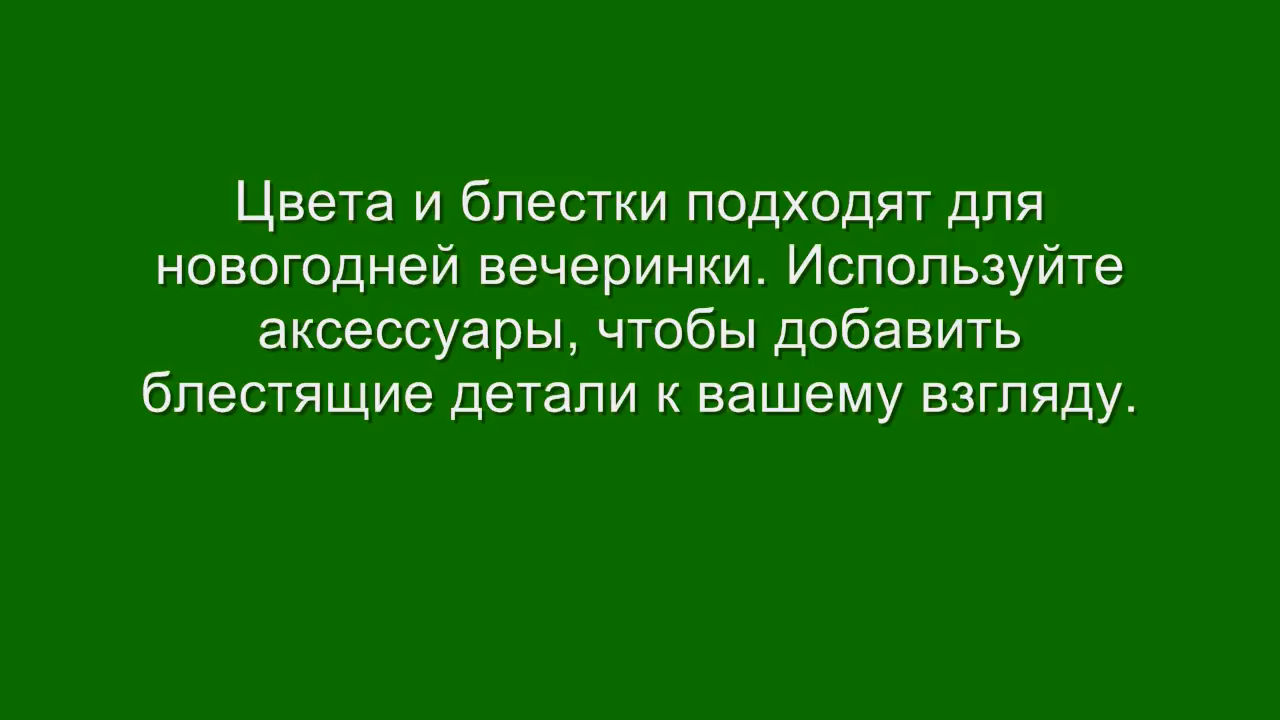 Цвета и блестки подходят для
новогодней вечеринки. Используйте
аксессуары, чтобы добавить
блестящие детали к вашему взгляду.